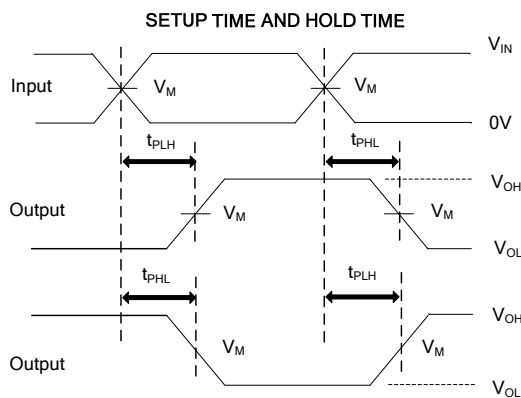 SETUP TIME AND HOLD TIME
V_IN
Input
V_M
V_M
0V
t_PLH
t_PHL
V_OH
Output
V_M
V_M
V_OL
t_PHL
t_PLH
V_OH
V_M
V_M
Output
V_OL